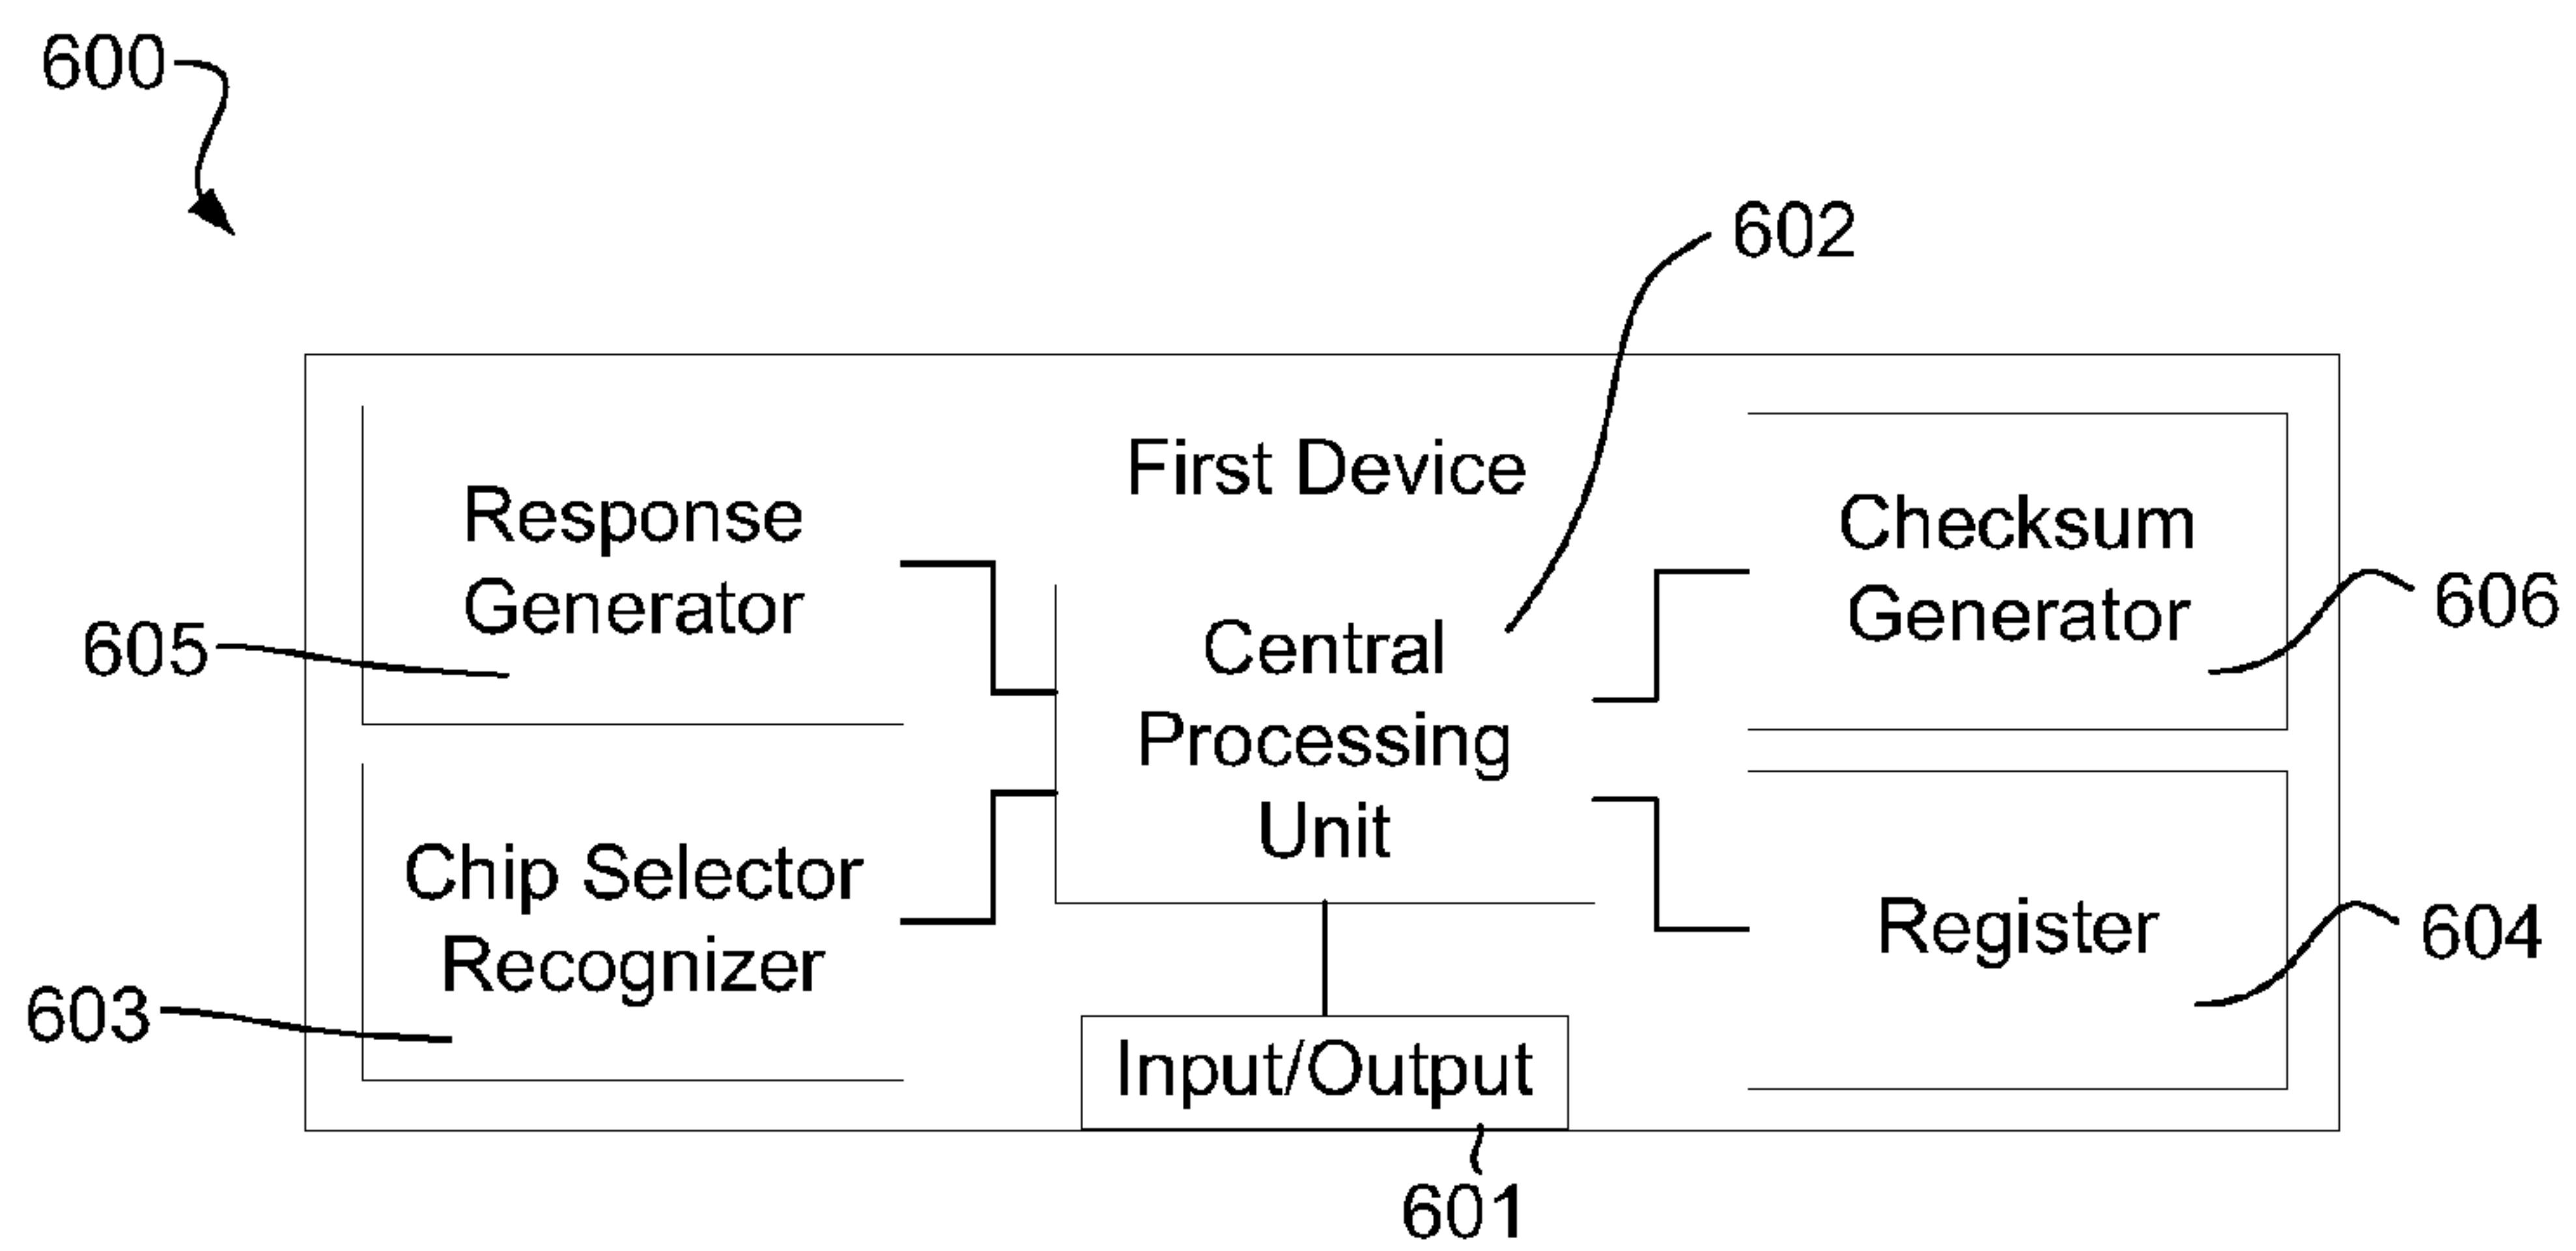 600
602
First Device
Response
Generator
605
Checksum
Generator
606
Central
Processing
Unit
Chip Selector
Recognizer
603
Register
604
Input/Output
601